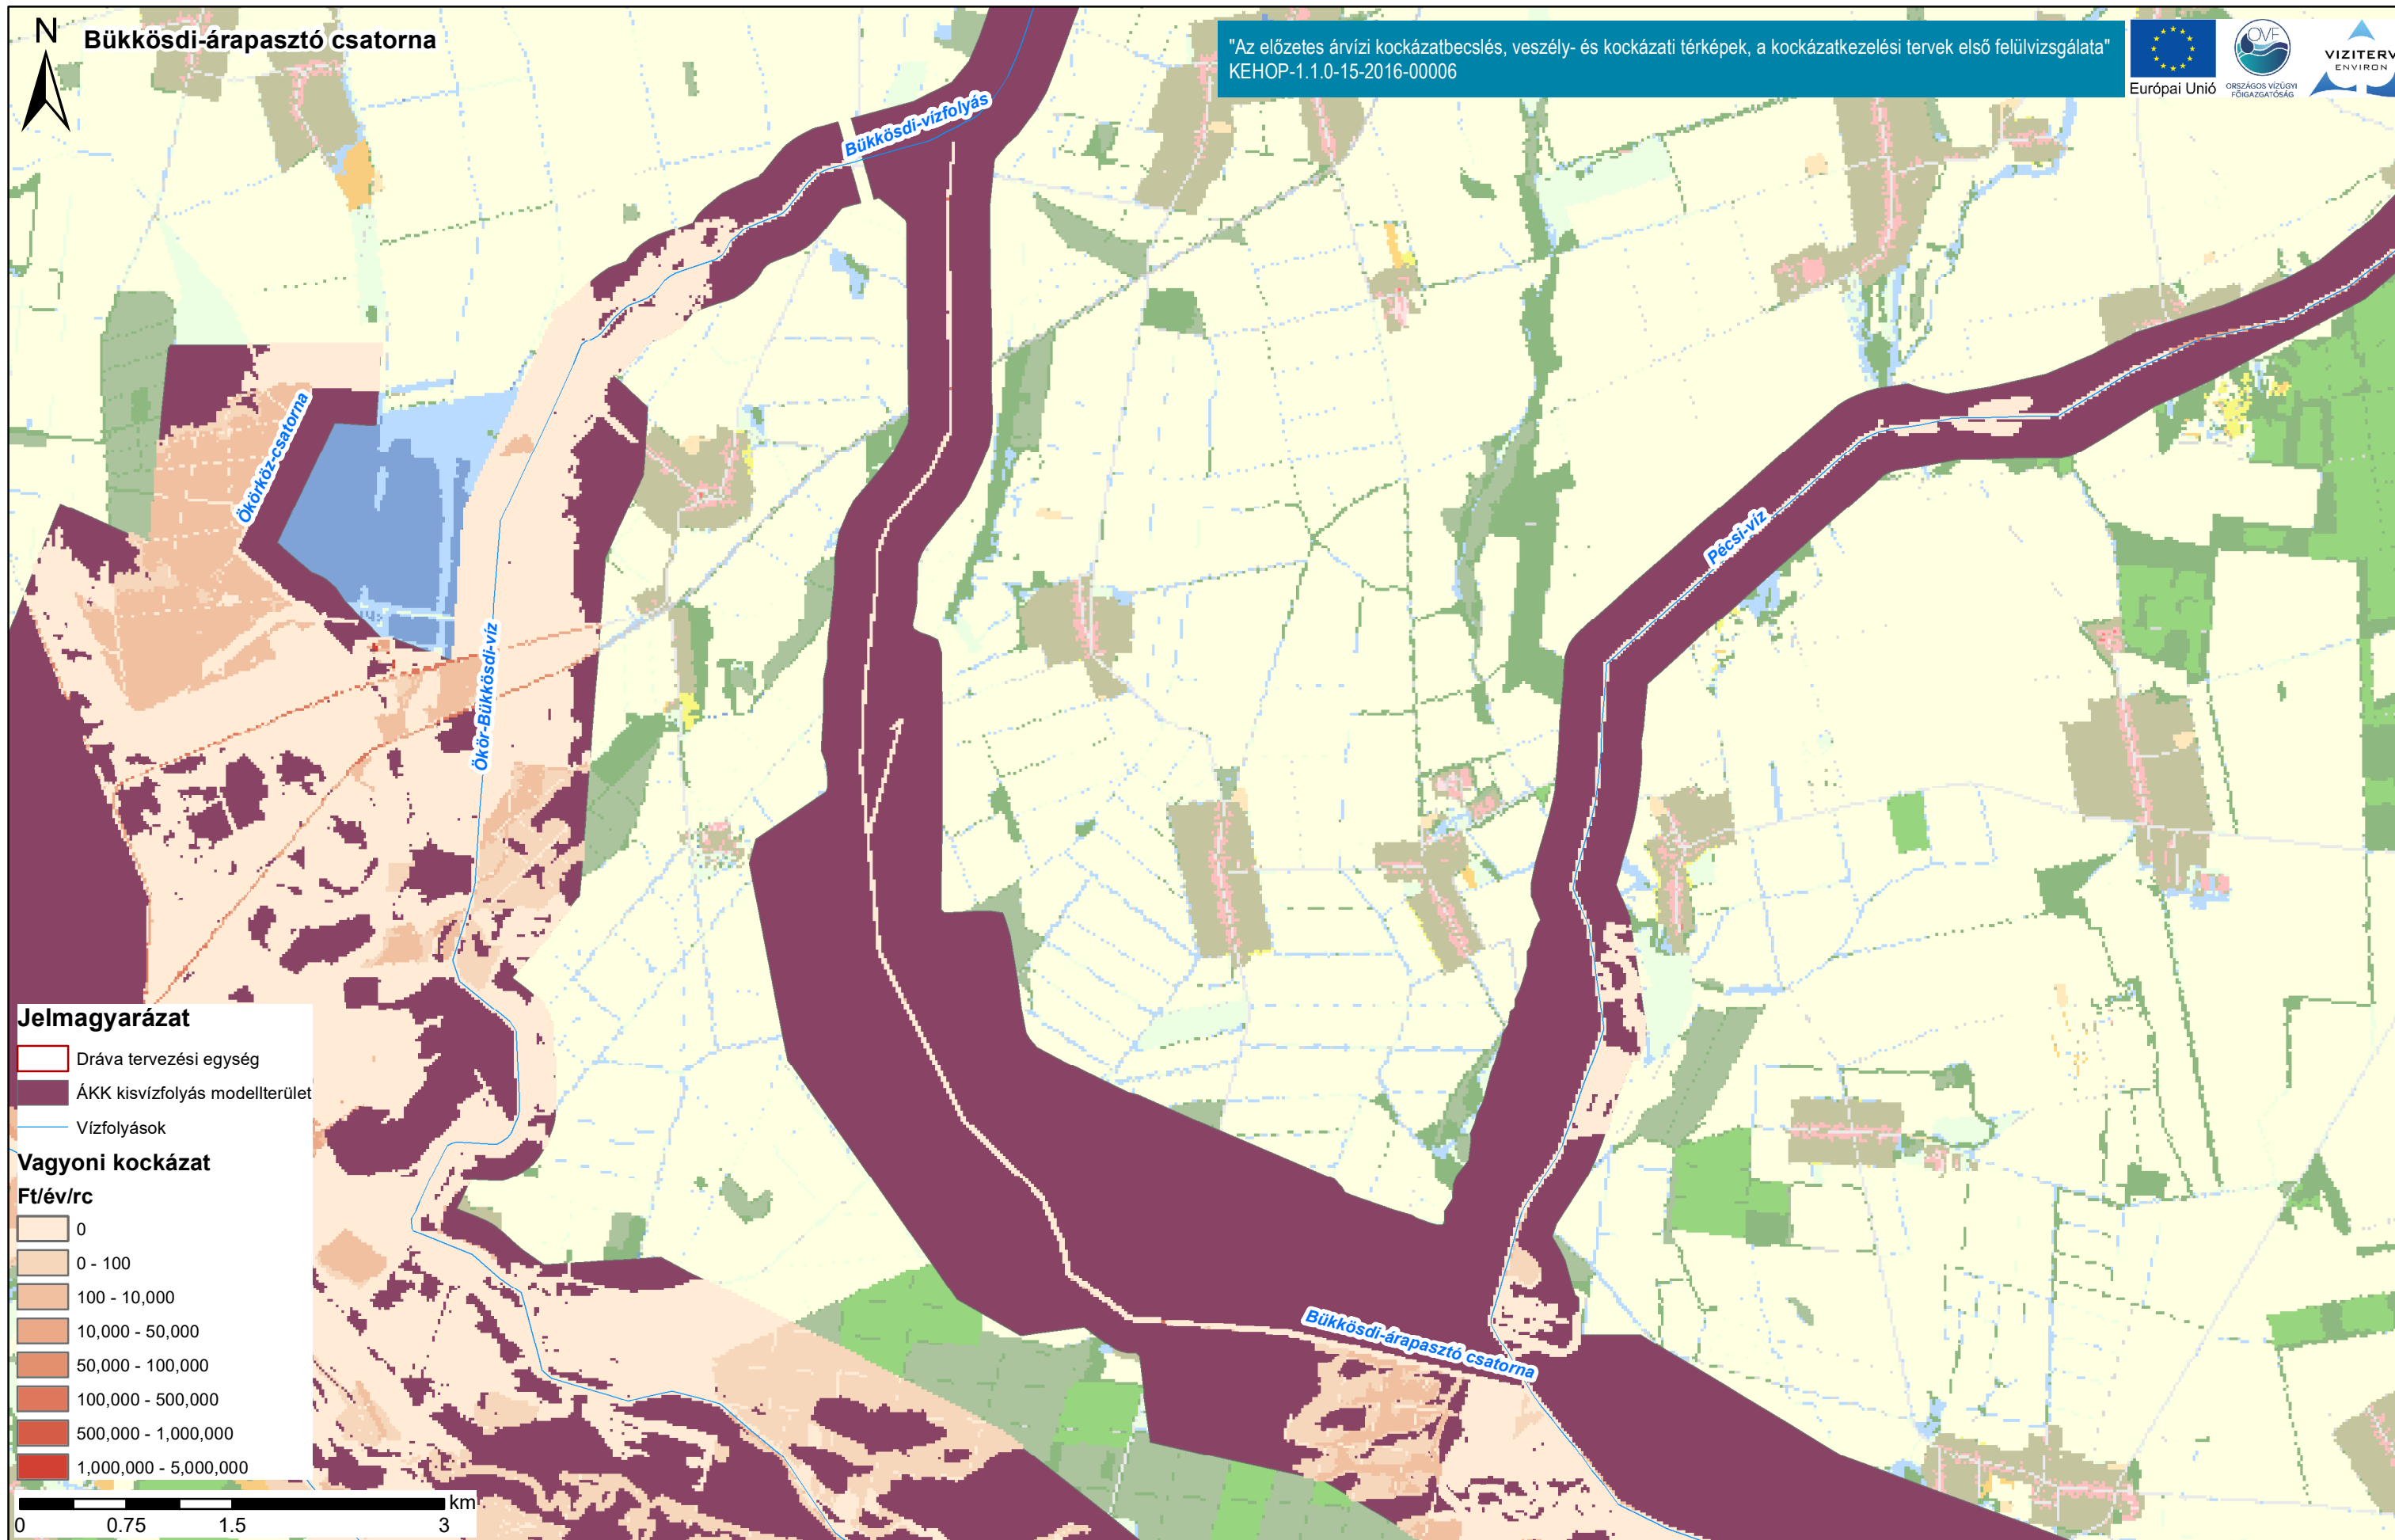 N
Bükkösdi-árapasztó csatorna
"Az előzetes árvízi kockázatbecslés, veszély- és kockázati térképek, a kockázatkezelési tervek első felülvizsgálata"
KEHOP-1.1.0-15-2016-00006
Európai Unió
OVF
ORSZÁGOS VÍZÜGYI
FŐIGAZGATÓSÁG
VIZITERV
ENVIRON
Bükkösdi-vízfolyás
Ökörköz-csatorna
Pécsi-víz
Ökör-Bükkösdi-víz
Bükkösdi-árapasztó csatorna
Jelmagyarázat
Dráva tervezési egység
ÁKK kisvízfolyás modellterület
Vízfolyások
Vagyoni kockázat
Ft/év/rc
0
0 - 100
100 - 10,000
10,000 - 50,000
50,000 - 100,000
100,000 - 500,000
500,000 - 1,000,000
1,000,000 - 5,000,000
km
0 0.75 1.5 3